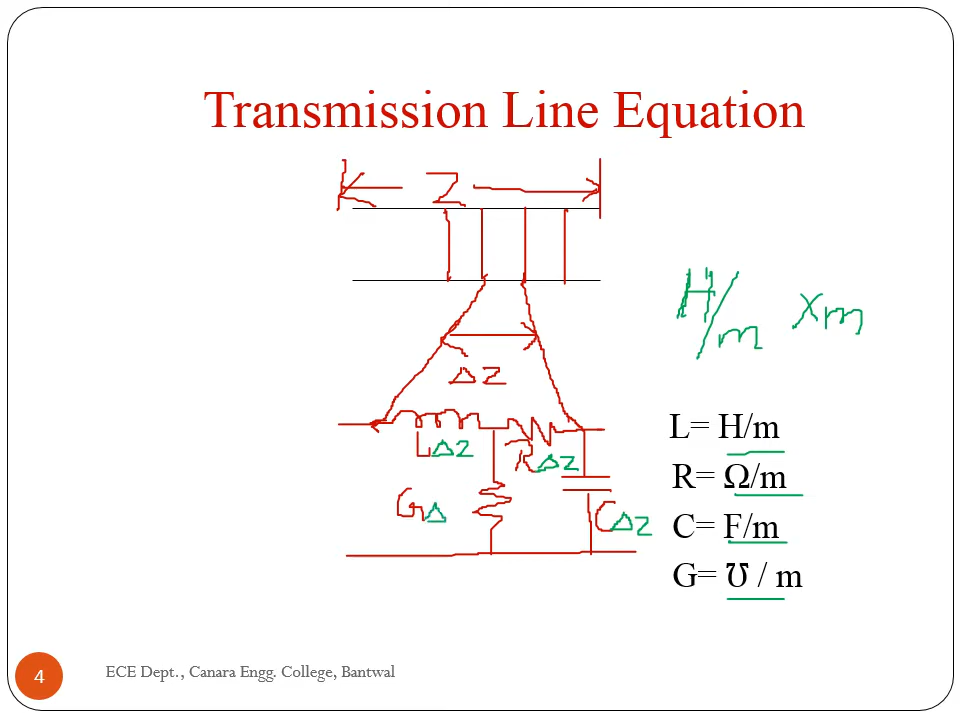 Transmission Line Equation
Z
H/m xm
ΔZ
L= H/m
LΔZ
RΔZ
R= Ω/m
GΔ
CΔZ
C= F/m
G= ℧ / m
4
ECE Dept., Canara Engg. College, Bantwal